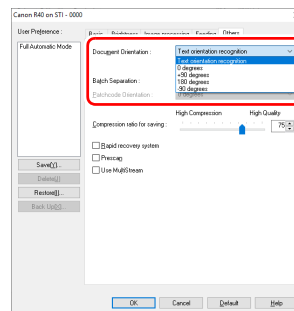 Canon R40 on STI - 0000
User Preference :
Full Automatic Mode
Save(Y)...
Delete(J)
Restore(I)...
Basic Brightness Image processing Feeding Others
Document Orientation :
Text orientation recognition
Text orientation recognition
0 degrees
+90 degrees
180 degrees
-90 degrees
Batch Separation :
Patchcode Orientation :
0 degrees
High Compression
High Quality
Compression ratio for saving :
75
Rapid recovery system
Prescan
Use MultiStream
OK
Cancel
Default
Help